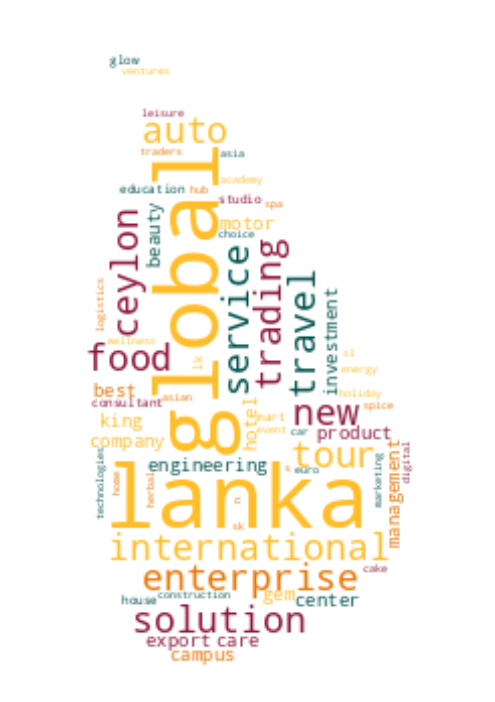 glow
ventures
leisure
auto
traders
asia
academy
education
hub
studio
spa
beauty
ceylon
global
motor
choice
service
trading
travel
investment
logistics
wellness
food
lk
sl
energy
best
consultant
asian
holiday
spice
king
company
hotel
mart
event
new
car
product
tour
engineering
s
euro
technologies
home
herbal
lanka
n
sk
marketing
management
digital
international
enterprise
cake
house
construction
gem
center
solution
export
care
campus